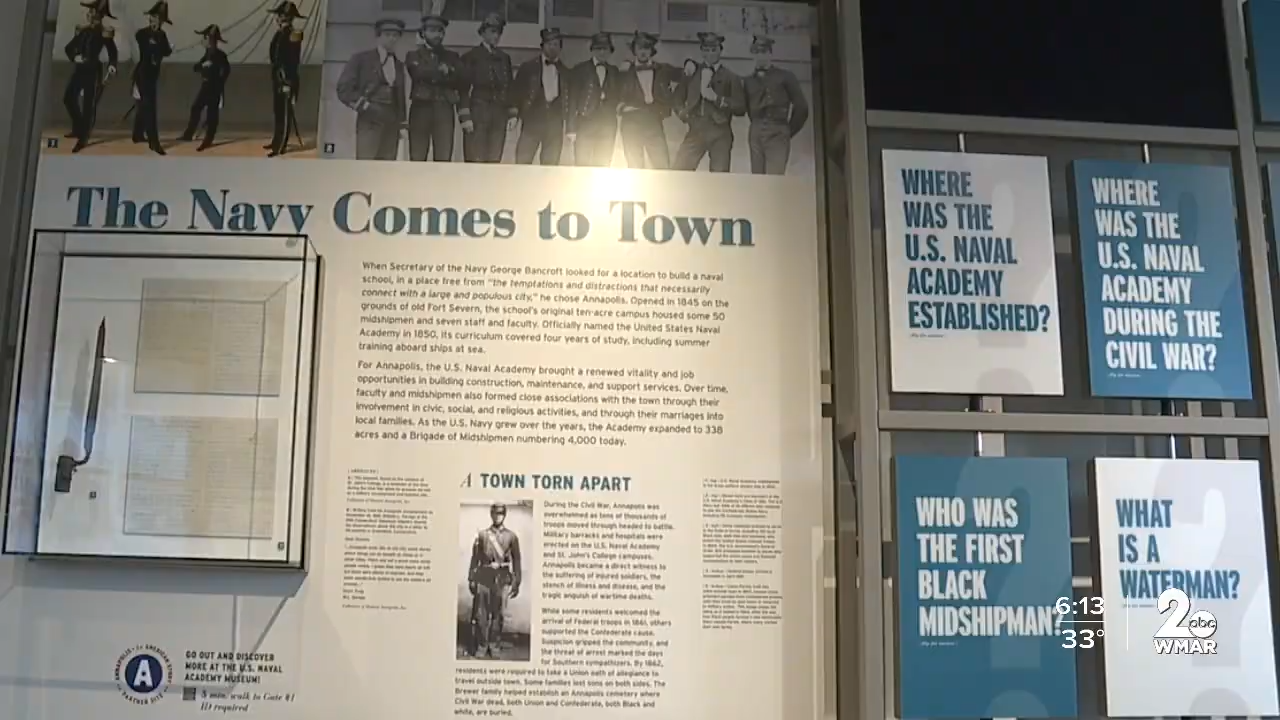 The Navy Comes to Town
When Secretary of the Navy George Bancroft looked for a location to build a naval
school, in a place free from "the temptations and distractions that necessarily
connect with a large and populous city," he chose Annapolis. Opened in 1845 on the
grounds of old Fort Severn, the school's original ten-acre campus housed some 50
midshipmen and seven staff and faculty. Officially named the United States Naval
Academy in 1850, its curriculum covered four years of study, including summer
training aboard ships at sea.
For Annapolis, the U.S. Naval Academy brought a renewed vitality and job
opportunities in building construction, maintenance, and support services. Over time,
faculty and midshipmen also formed close associations with the town through their
involvement in civic, social, and religious activities, and through their marriages into
local families. As the U.S. Navy grew over the years, the Academy expanded to 338
acres and a Brigade of Midshipmen numbering 4,000 today.
A TOWN TORN APART
During the Civil War, Annapolis was
overwhelmed as tens of thousands of
troops moved through headed to battle.
Military barracks and hospitals were
erected on the U.S. Naval Academy
and St. John's College campuses.
Annapolis became a direct witness to
the suffering of injured soldiers, the
stench of illness and disease, and the
tragic anguish of wartime deaths.
While some residents welcomed the
arrival of Federal troops in 1861, others
supported the Confederate cause.
Suspicion gripped the community, and
the threat of arrest marked the days
for Southern sympathizers. By 1862,
residents were required to take a Union oath of allegiance to
travel outside town. Some families lost sons on both sides. The
Brewer family helped establish an Annapolis cemetery where
Civil War dead, both Union and Confederate, both Black and
white, are buried.
A
GO OUT AND DISCOVER
MORE AT THE U.S. NAVAL
ACADEMY MUSEUM!
8 min. walk to Gate #1
ID required
WHERE
WAS THE
U.S. NAVAL
ACADEMY
ESTABLISHED?
WHERE
WAS THE
U.S. NAVAL
ACADEMY
DURING THE
CIVIL WAR?
WHO WAS
THE FIRST
BLACK
MIDSHIPMAN?
WHAT
IS A
WATERMAN?
6:13
33°
2 abc
WMAR